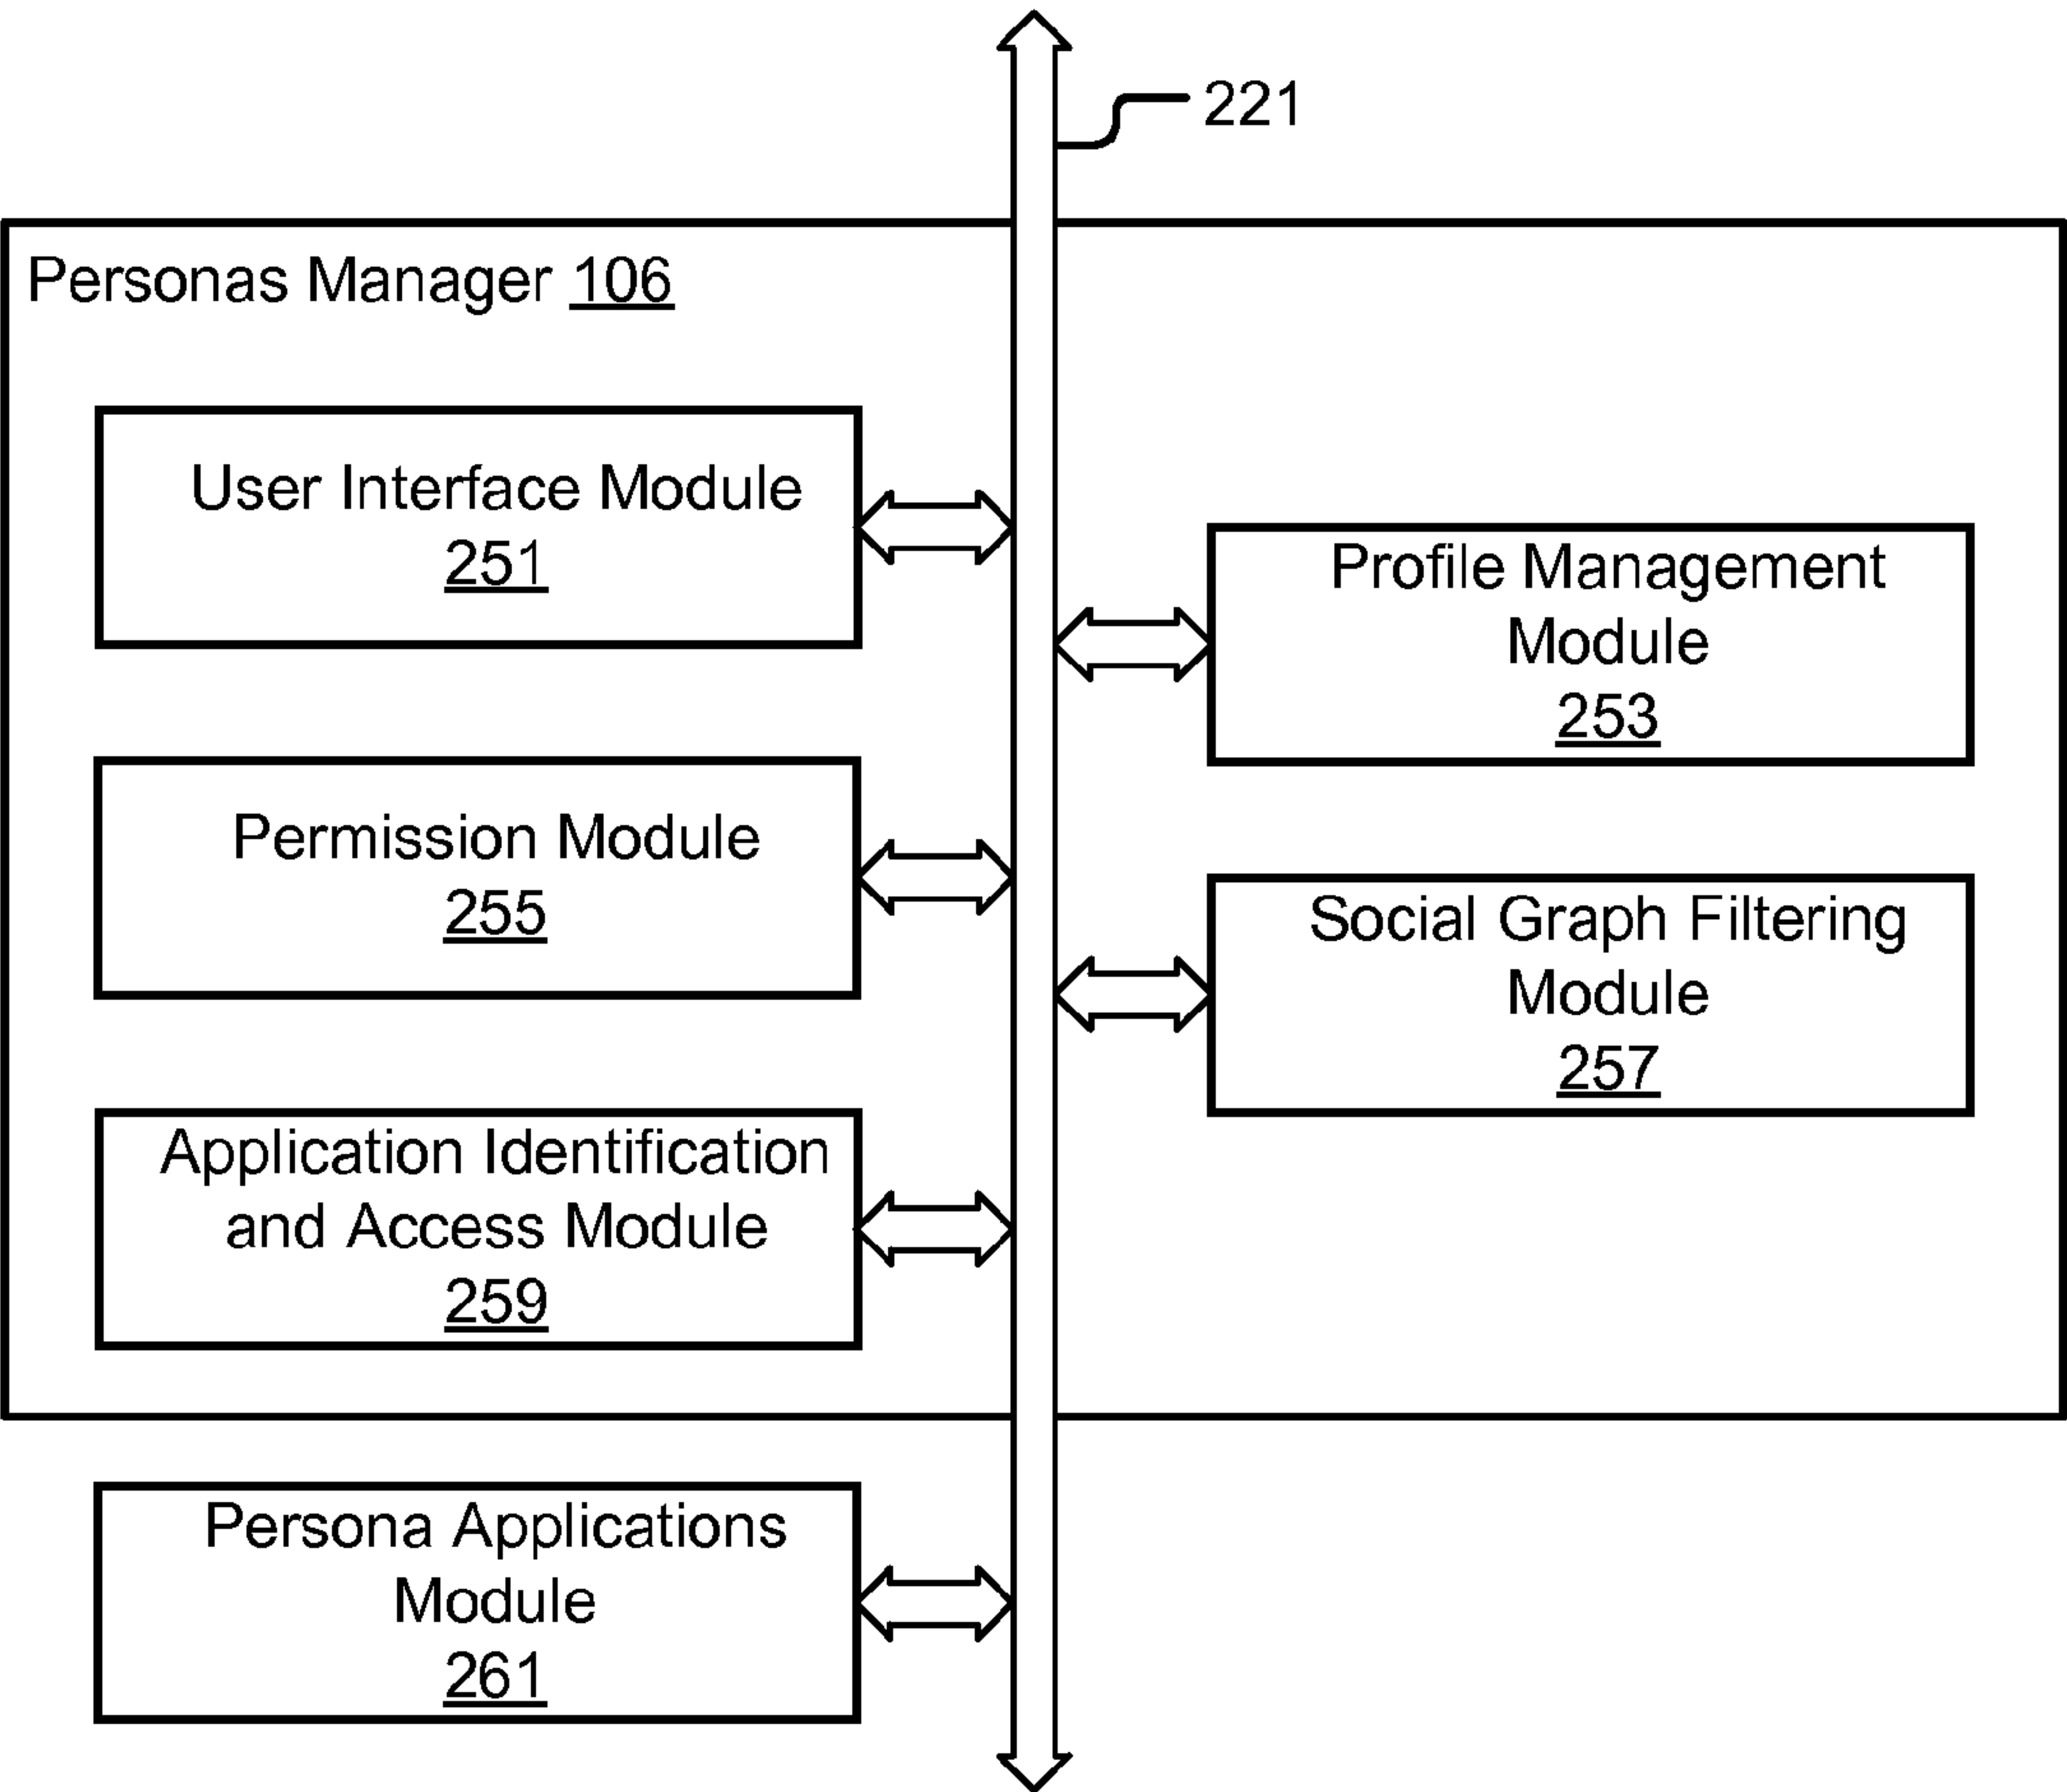 221
Personas Manager 106
User Interface Module
251
Profile Management
Module
253
Permission Module
255
Social Graph Filtering
Module
257
Application Identification
and Access Module
259
Persona Applications
Module
261